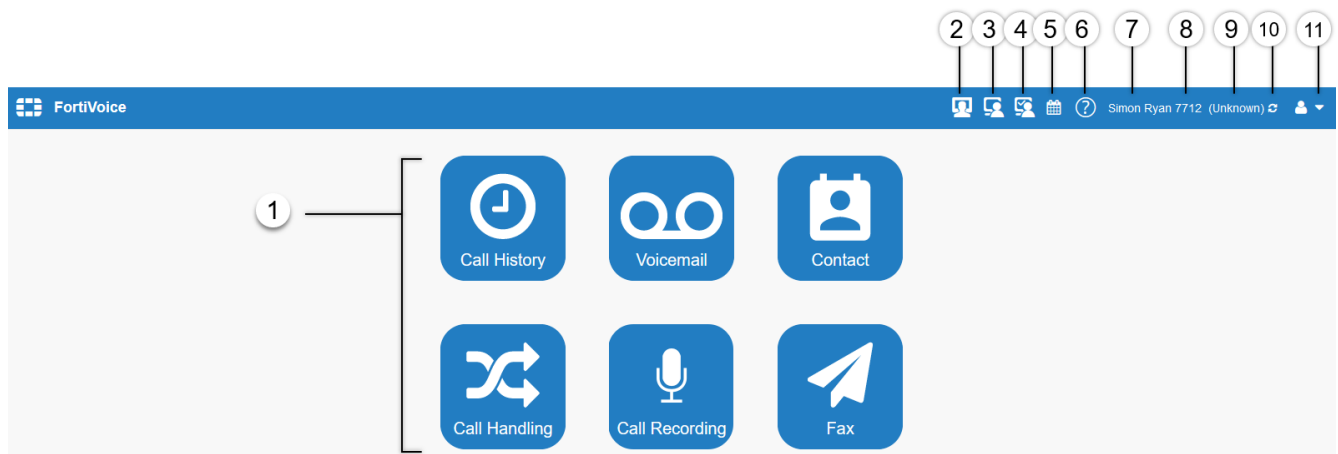 2 3 4 5 6 7 8 9 10 11
FortiVoice ? Simon Ryan 7712 (Unknown)
1
Call History Voicemail Contact
Call Handling Call Recording Fax